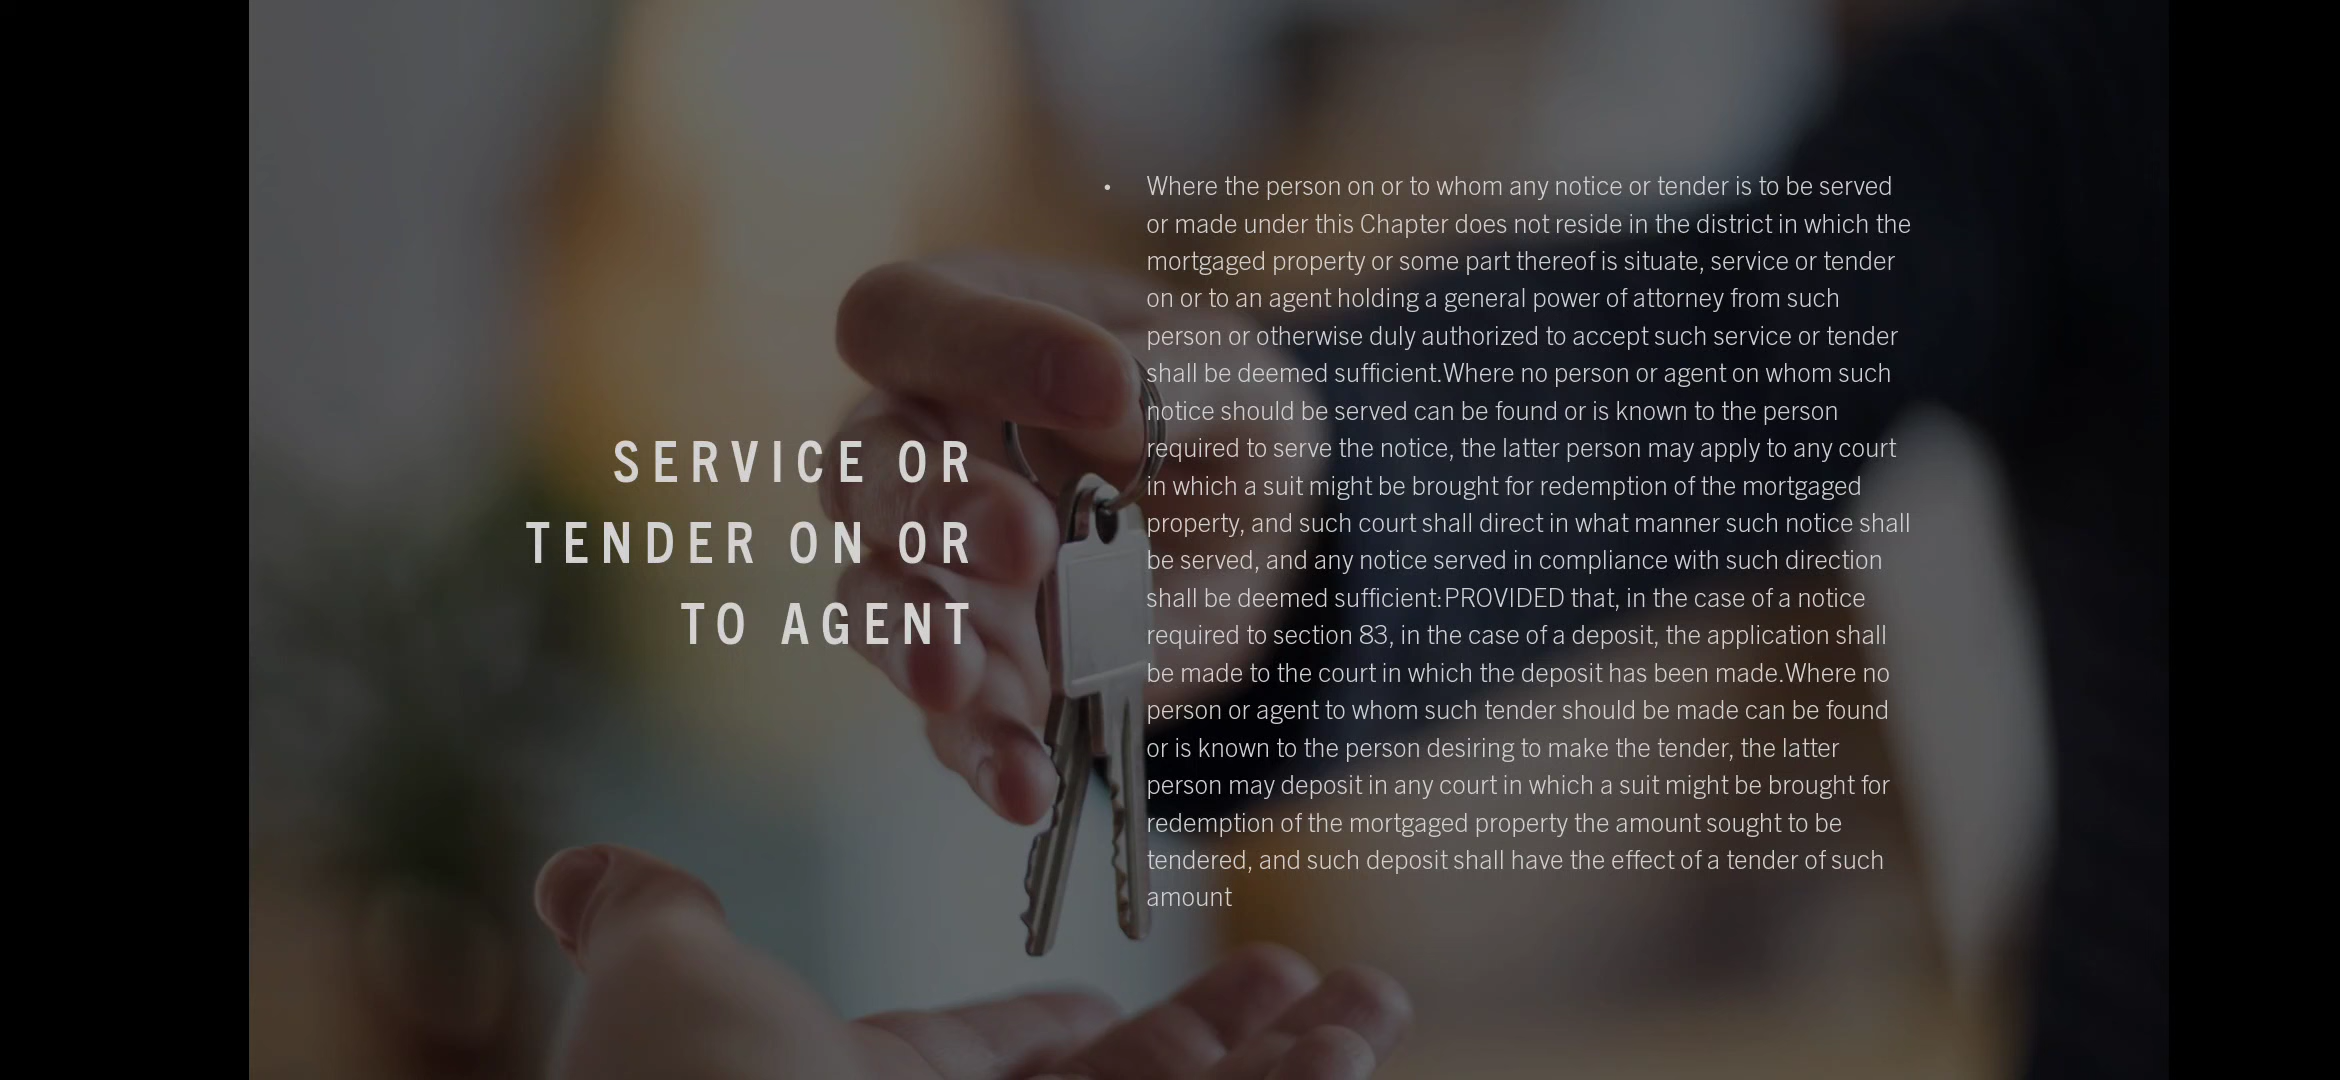 SERVICE OR
TENDER ON OR
TO AGENT
• Where the person on or to whom any notice or tender is to be served
or made under this Chapter does not reside in the district in which the
mortgaged property or some part thereof is situate, service or tender
on or to an agent holding a general power of attorney from such
person or otherwise duly authorized to accept such service or tender
shall be deemed sufficient.Where no person or agent on whom such
notice should be served can be found or is known to the person
required to serve the notice, the latter person may apply to any court
in which a suit might be brought for redemption of the mortgaged
property, and such court shall direct in what manner such notice shall
be served, and any notice served in compliance with such direction
shall be deemed sufficient:PROVIDED that, in the case of a notice
required to section 83, in the case of a deposit, the application shall
be made to the court in which the deposit has been made.Where no
person or agent to whom such tender should be made can be found
or is known to the person desiring to make the tender, the latter
person may deposit in any court in which a suit might be brought for
redemption of the mortgaged property the amount sought to be
tendered, and such deposit shall have the effect of a tender of such
amount